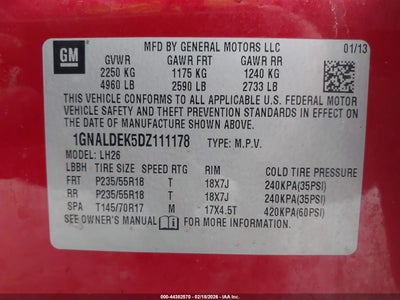 GM
MFD BY GENERAL MOTORS LLC 01/13
GVWR GAWR FRT GAWR RR
2250 KG 1175 KG 1240 KG
4960 LB 2590 LB 2733 LB
THIS VEHICLE CONFORMS TO ALL APPLICABLE U.S. FEDERAL MOTOR
VEHICLE SAFETY, BUMPER, AND THEFT PREVENTION STANDARDS IN
EFFECT ON THE DATE OF MANUFACTURE SHOWN ABOVE.
1GNALDEK5DZ111178 TYPE: M.P.V.
MODEL: LH26
LBBH TIRE SIZE SPEED RTG RIM COLD TIRE PRESSURE
FRT P235/55R18 T 18X7J 240KPA(35PSI)
RR P235/55R18 T 18X7J 240KPA(35PSI)
SPA T145/70R17 M 17X4.5T 420KPA(60PSI)
SEE OWNER'S MANUAL FOR MORE INFORMATION.
000-44382570 - 02/18/2026 - IAA Holdings, LLC.